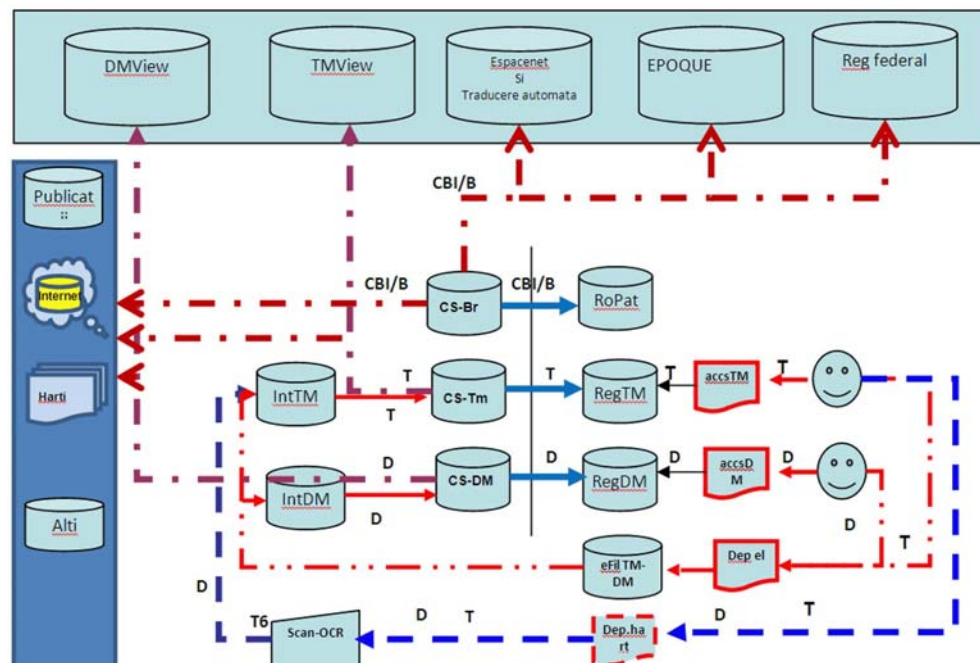 DMView
TMView
Espacenet
Si
Traducere automata
EPOQUE
Reg federal
Publicat
::
CBI/B
Internet
CBI/B
CS-Br
CBI/B
RoPat
Harti
IntTM
T
T
CS-Tm
T
RegTM
T
accsTM
T
IntDM
D
D
CS-DM
D
RegDM
D
accsD
M
D
Alti
D
T
eFilTM-
DM
Dep el
D
T6
Scan-OCR
D
T
Dep.ha
rt
D
T